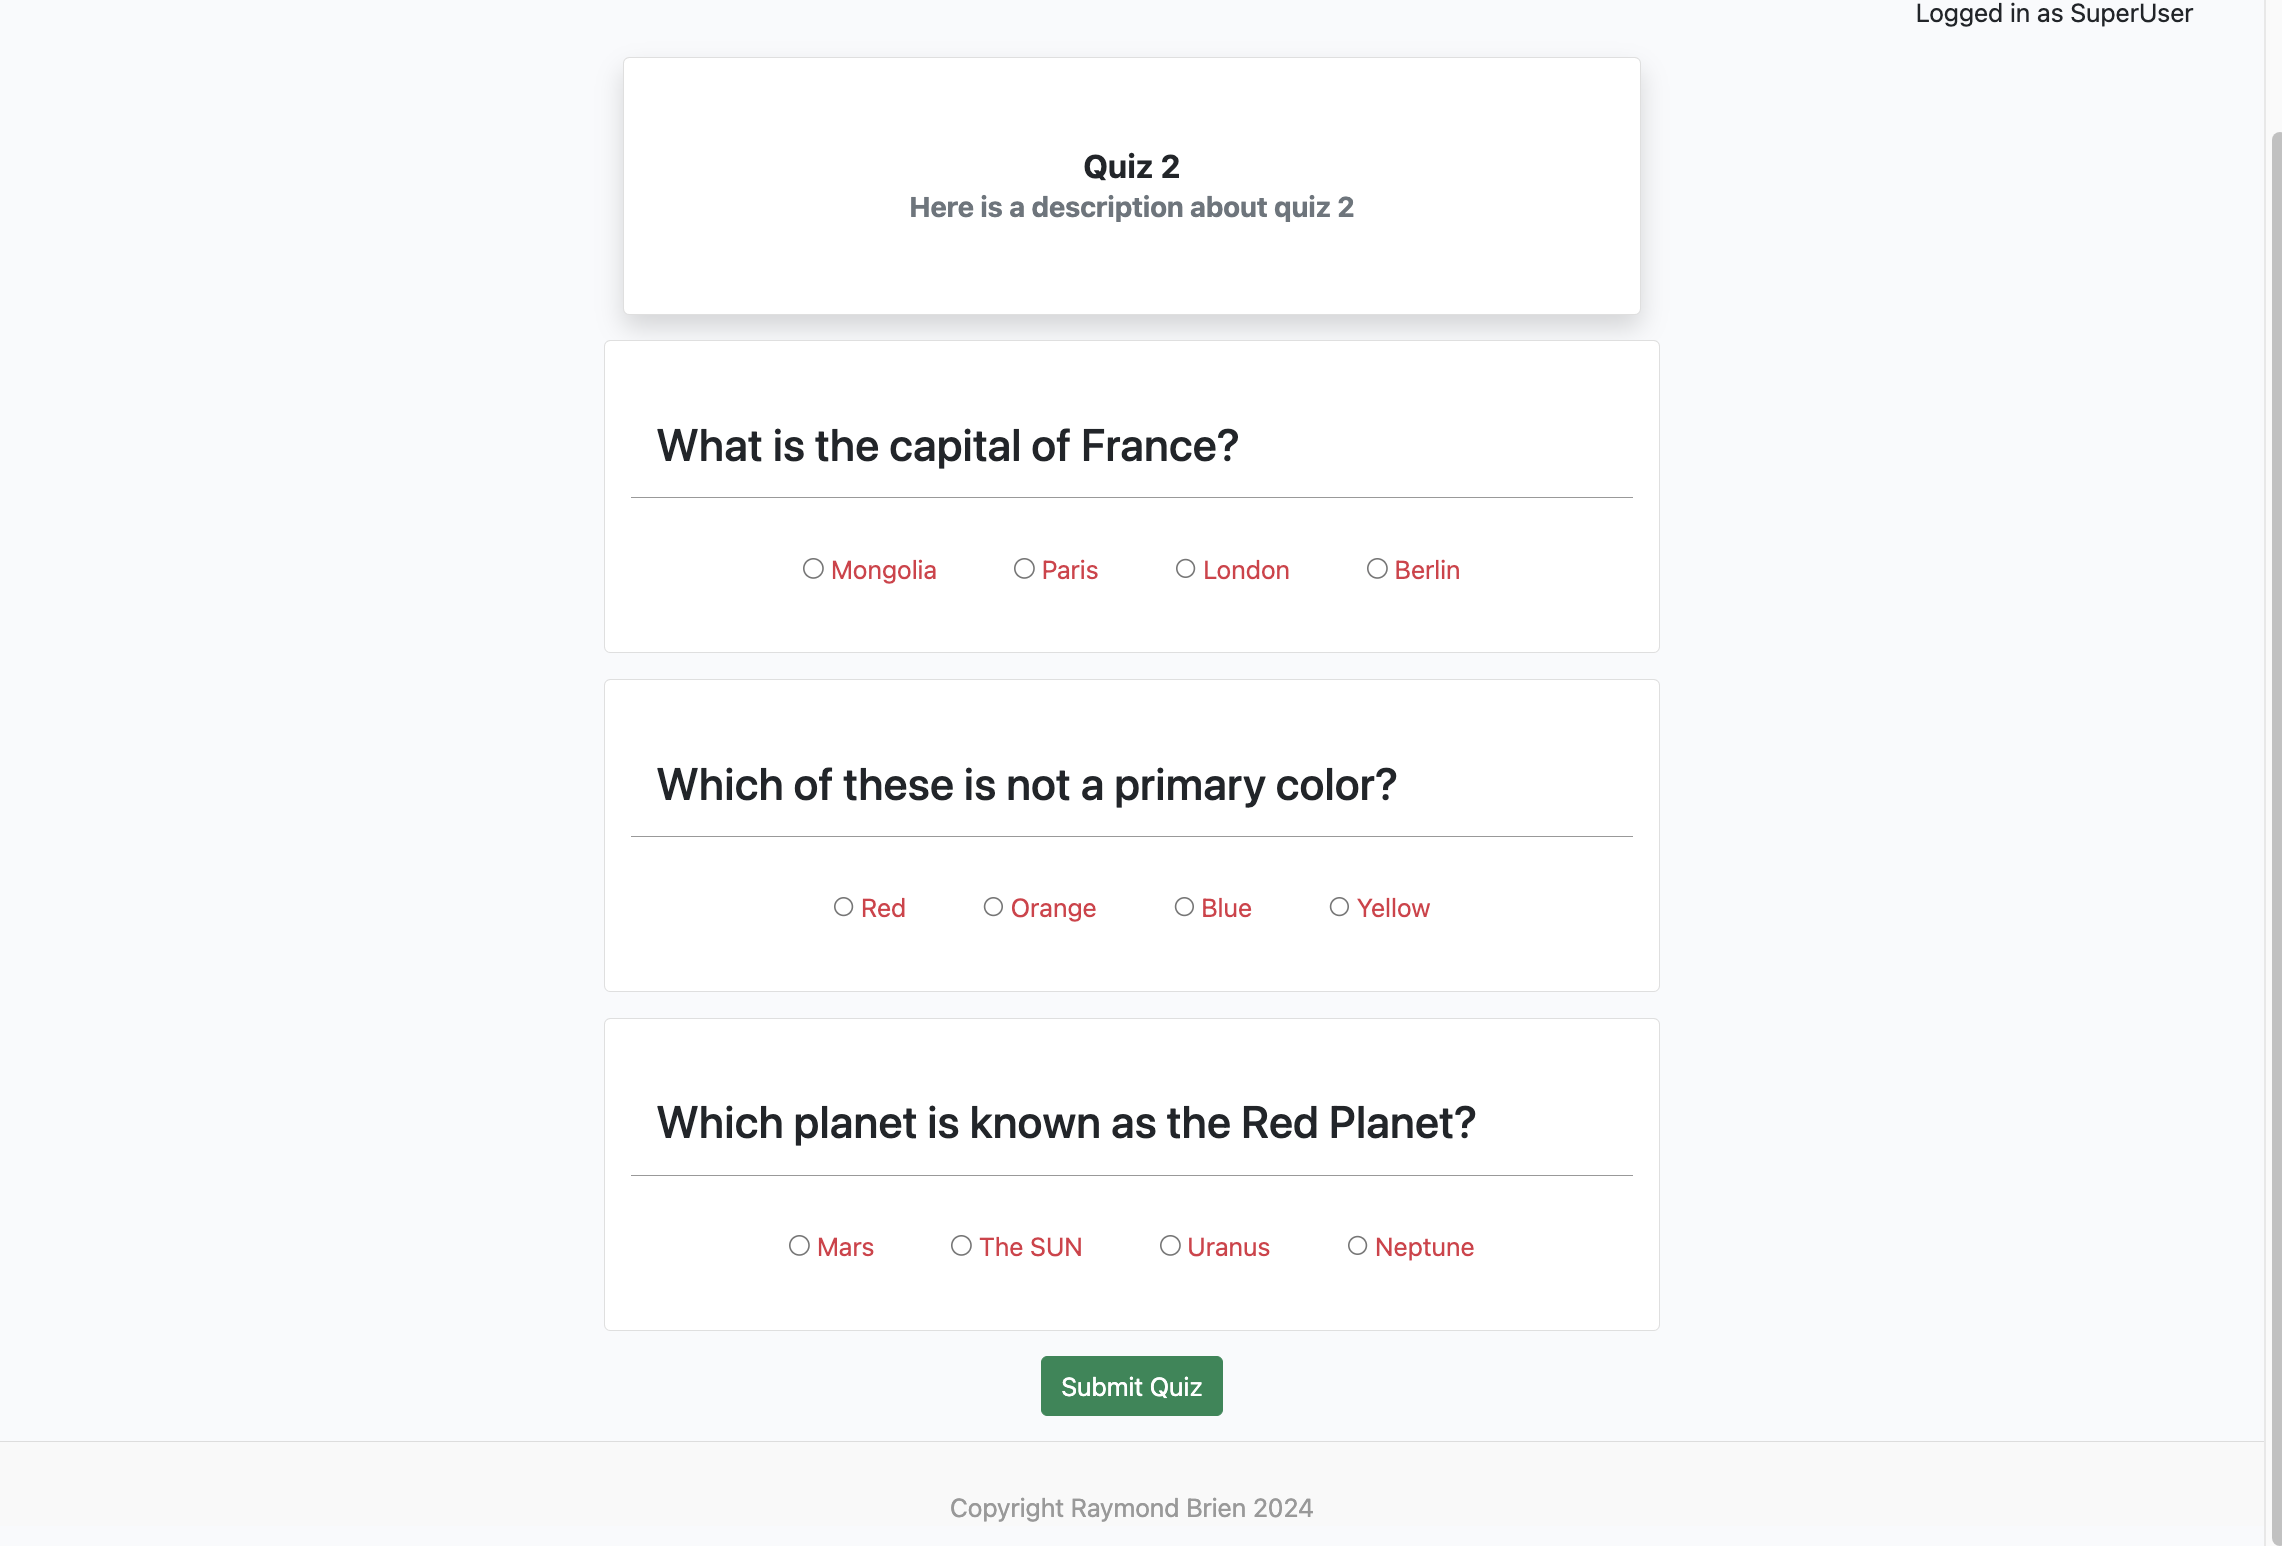 Logged in as SuperUser
Quiz 2
Here is a description about quiz 2
What is the capital of France?
Mongolia Paris London Berlin
Which of these is not a primary color?
Red Orange Blue Yellow
Which planet is known as the Red Planet?
Mars The SUN Uranus Neptune
Submit Quiz
Copyright Raymond Brien 2024